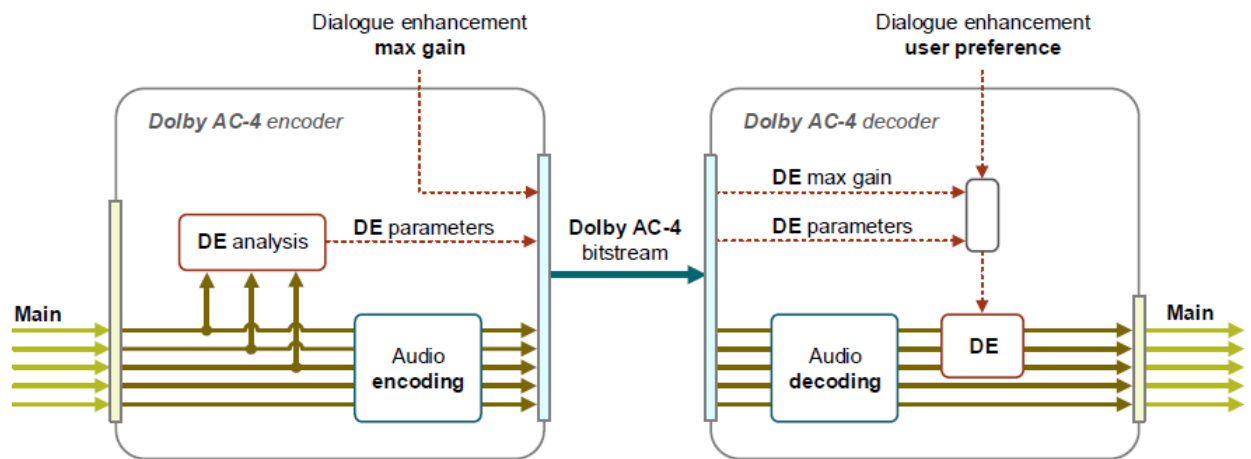 Dialogue enhancement
max gain
Dialogue enhancement
user preference
Dolby AC-4 encoder
Dolby AC-4 decoder
DE max gain
DE analysis
DE parameters
Dolby AC-4
bitstream
DE parameters
Main
Audio
encoding
Audio
decoding
DE
Main